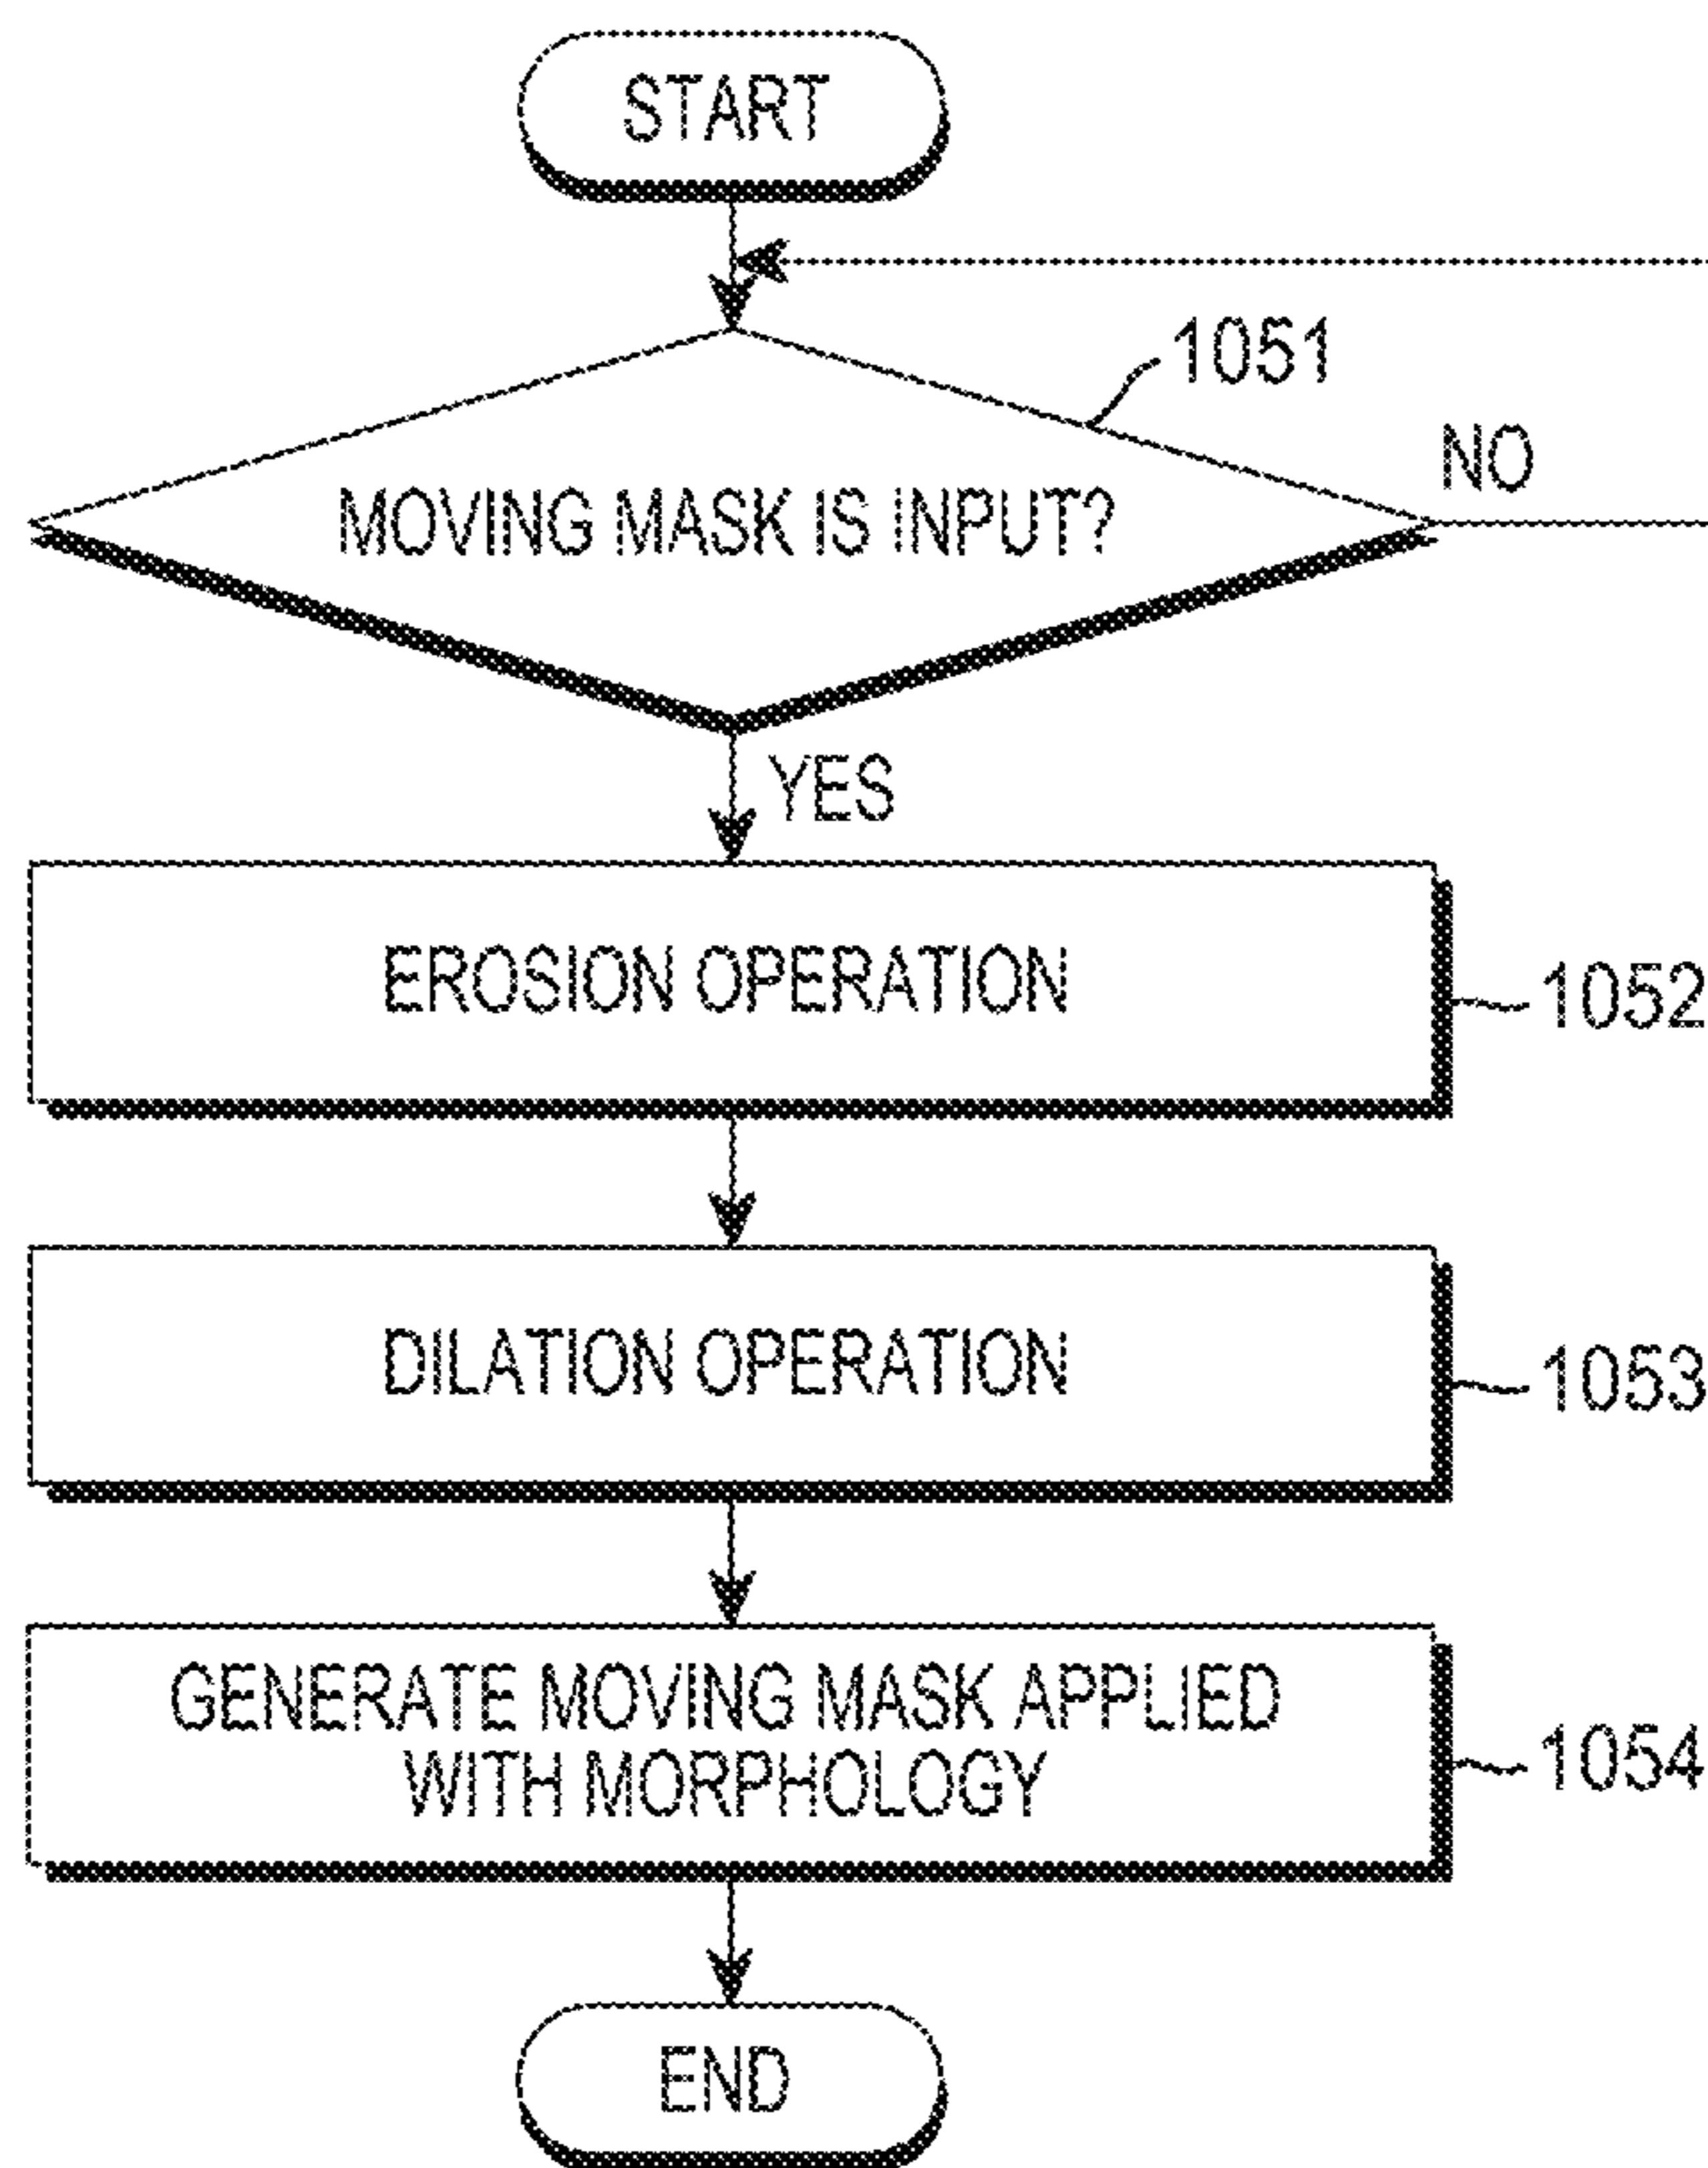 START
1051
NO
MOVING MASK IS INPUT?
YES
EROSION OPERATION
1052
DILATION OPERATION
1053
GENERATE MOVING MASK APPLIED
WITH MORPHOLOGY
1054
END